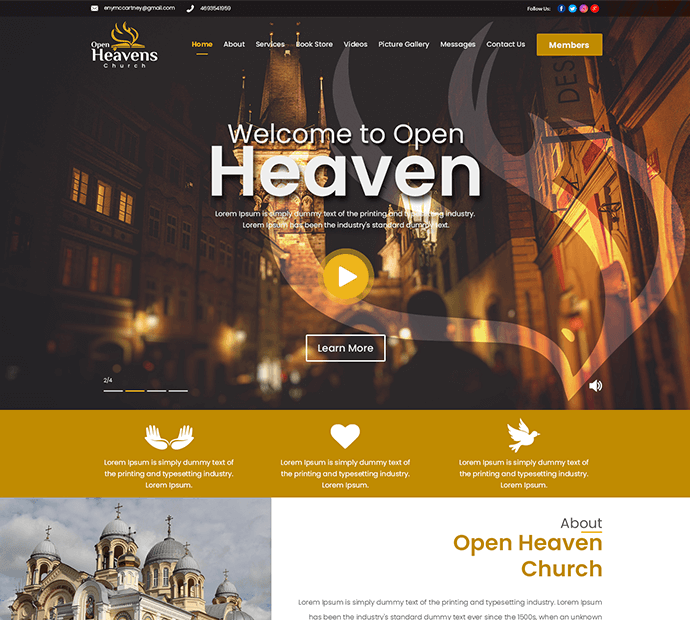 enymccartney@gmail.com 4693541959 Follow Us:
Open
Heavens
Church
Home About Services Book Store Videos Picture Gallery Messages Contact Us Members
DES
Welcome to Open
Heaven
Lorem Ipsum is simply dummy text of the printing and typesetting industry.
Lorem Ipsum has been the industry's standard dummy text.
Learn More
2/4
Lorem Ipsum is simply dummy text of
the printing and typesetting industry.
Lorem Ipsum.
Lorem Ipsum is simply dummy text of
the printing and typesetting industry.
Lorem Ipsum.
Lorem Ipsum is simply dummy text of
the printing and typesetting industry.
Lorem Ipsum.
About
Open Heaven
Church
Lorem Ipsum is simply dummy text of the printing and typesetting industry. Lorem
Ipsum has been the industry's standard dummy text ever since the 1500s, when an unknown